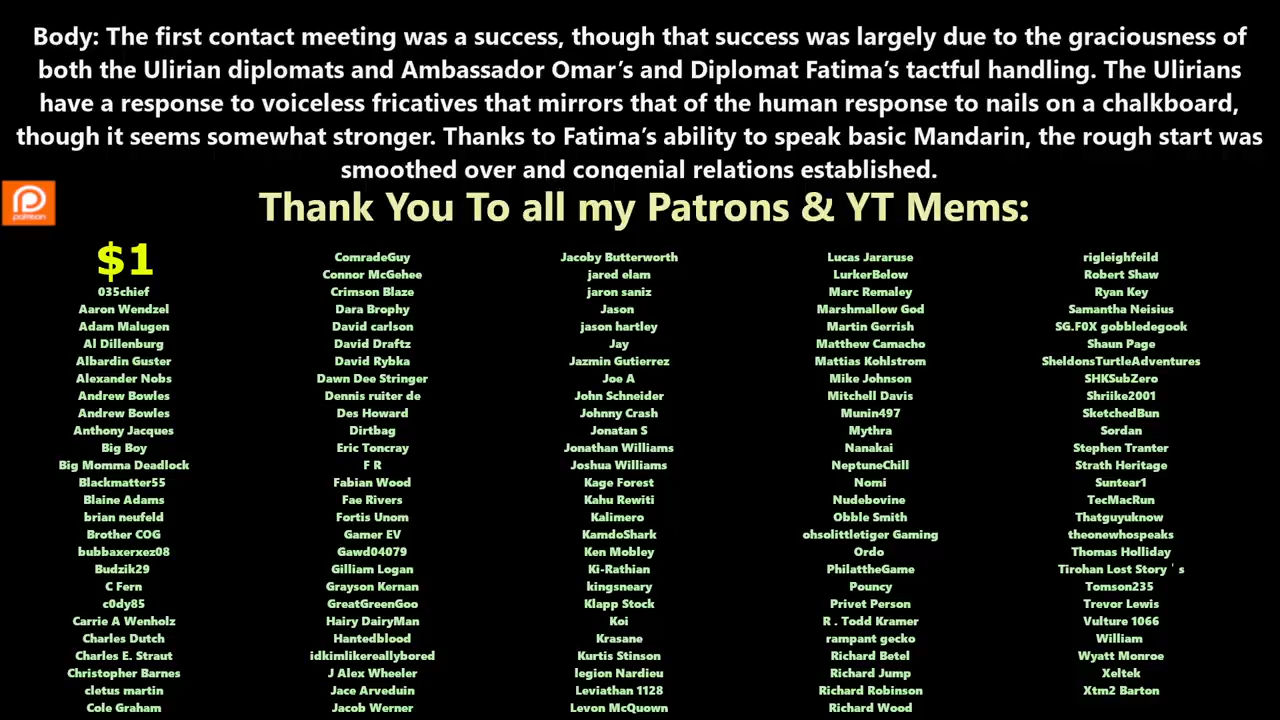 Body: The first contact meeting was a success, though that success was largely due to the graciousness of
both the Ulirian diplomats and Ambassador Omar’s and Diplomat Fatima’s tactful handling. The Ulirians
have a response to voiceless fricatives that mirrors that of the human response to nails on a chalkboard,
though it seems somewhat stronger. Thanks to Fatima’s ability to speak basic Mandarin, the rough start was
smoothed over and congenial relations established.
patreon
Thank You To all my Patrons & YT Mems:
$1
035chief
Aaron Wendzel
Adam Malugen
Al Dillenburg
Albardin Guster
Alexander Nobs
Andrew Bowles
Andrew Bowles
Anthony Jacques
Big Boy
Big Momma Deadlock
Blackmatter55
Blaine Adams
brian neufeld
Brother COG
bubbaxerxez08
Budzik29
C Fern
c0dy85
Carrie A Wenholz
Charles Dutch
Charles E. Straut
Christopher Barnes
cletus martin
Cole Graham
ComradeGuy
Connor McGehee
Crimson Blaze
Dara Brophy
David carlson
David Draftz
David Rybka
Dawn Dee Stringer
Dennis ruiter de
Des Howard
Dirtbag
Eric Toncray
F R
Fabian Wood
Fae Rivers
Fortis Unom
Gamer EV
Gawd04079
Gilliam Logan
Grayson Kernan
GreatGreenGoo
Hairy DairyMan
Hantedblood
idkimlikereallybored
J Alex Wheeler
Jace Arveduin
Jacob Werner
Jacoby Butterworth
jared elam
jaron saniz
Jason
jason hartley
Jay
Jazmin Gutierrez
Joe A
John Schneider
Johnny Crash
Jonatan S
Jonathan Williams
Joshua Williams
Kage Forest
Kahu Rewiti
Kalimero
KamdoShark
Ken Mobley
Ki-Rathian
kingsneary
Klapp Stock
Koi
Krasane
Kurtis Stinson
legion Nardieu
Leviathan 1128
Levon McQuown
Lucas Jararuse
LurkerBelow
Marc Remaley
Marshmallow God
Martin Gerrish
Matthew Camacho
Mattias Kohlstrom
Mike Johnson
Mitchell Davis
Munin497
Mythra
Nanakai
NeptuneChill
Nomi
Nudebovine
Obble Smith
ohsolittletiger Gaming
Ordo
PhilattheGame
Pouncy
Privet Person
R . Todd Kramer
rampant gecko
Richard Betel
Richard Jump
Richard Robinson
Richard Wood
rigleighfeild
Robert Shaw
Ryan Key
Samantha Neisius
SG.F0X gobbledegook
Shaun Page
SheldonsTurtleAdventures
SHKSubZero
Shriike2001
SketchedBun
Sordan
Stephen Tranter
Strath Heritage
Suntear1
TecMacRun
Thatguyuknow
theonewhospeaks
Thomas Holliday
Tirohan Lost Story ' s
Tomson235
Trevor Lewis
Vulture 1066
William
Wyatt Monroe
Xeltek
Xtm2 Barton